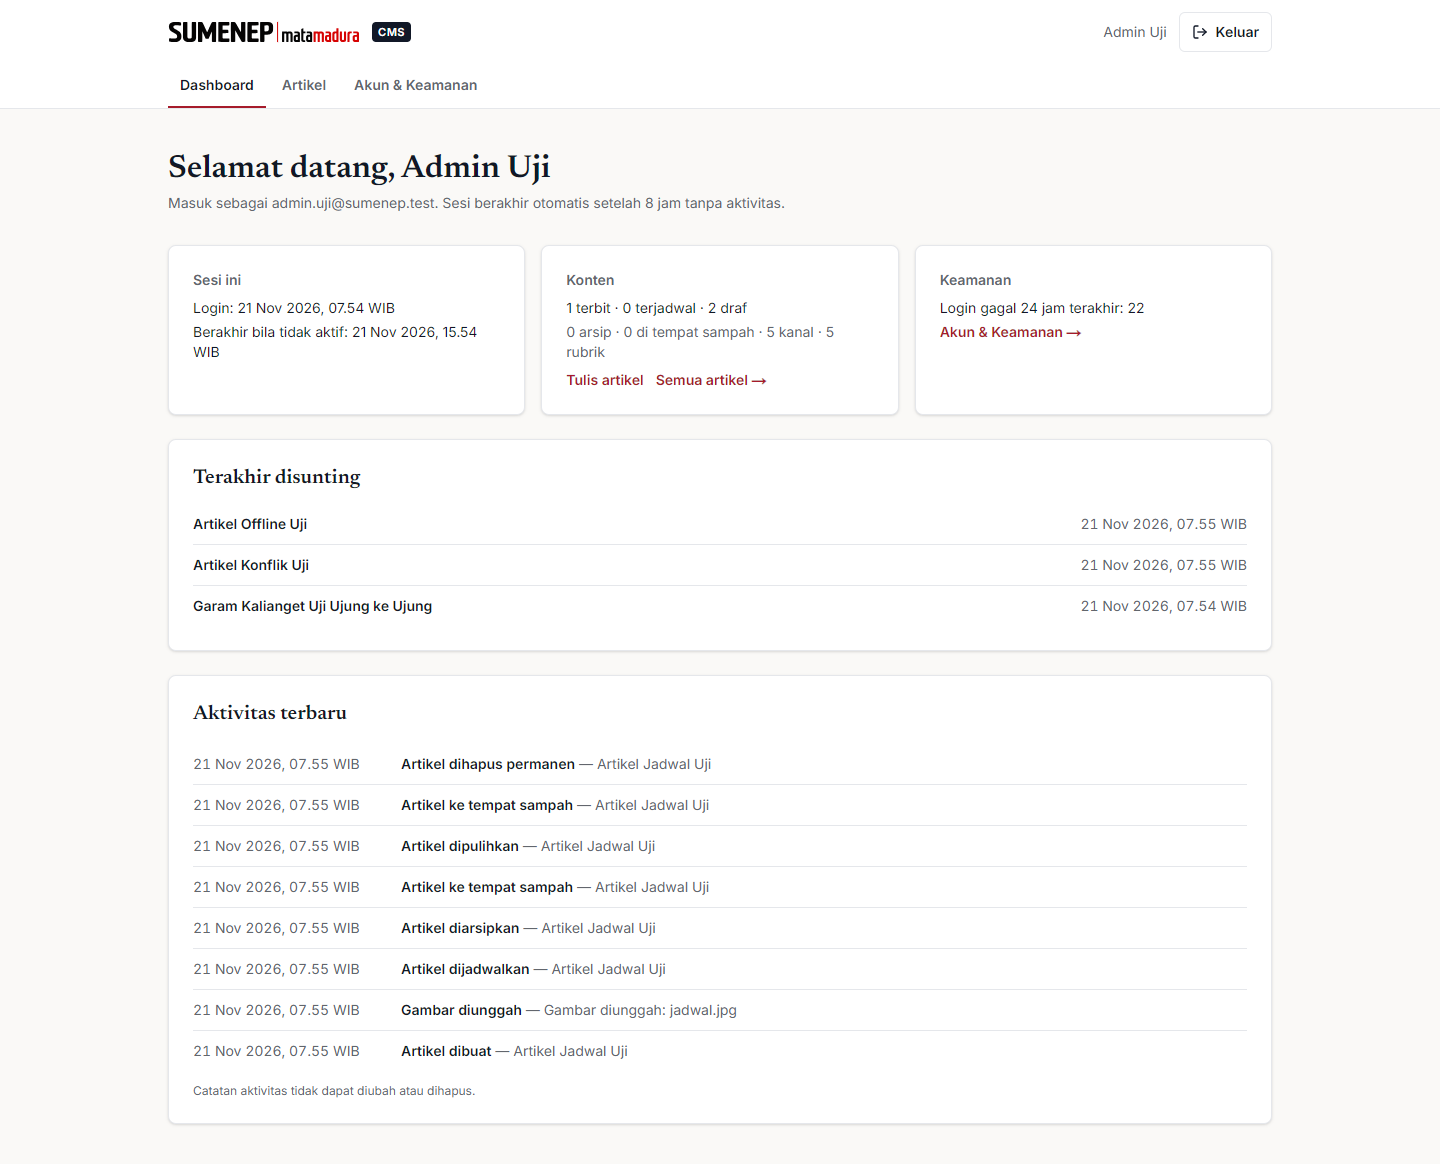 SUMENEP matamadura CMS
Admin Uji
Keluar
Dashboard
Artikel
Akun & Keamanan
Selamat datang, Admin Uji
Masuk sebagai admin.uji@sumenep.test. Sesi berakhir otomatis setelah 8 jam tanpa aktivitas.
Sesi ini
Login: 21 Nov 2026, 07.54 WIB
Berakhir bila tidak aktif: 21 Nov 2026, 15.54
WIB
Konten
1 terbit · 0 terjadwal · 2 draf
0 arsip · 0 di tempat sampah · 5 kanal · 5
rubrik
Tulis artikel Semua artikel →
Keamanan
Login gagal 24 jam terakhir: 22
Akun & Keamanan →
Terakhir disunting
Artikel Offline Uji 21 Nov 2026, 07.55 WIB
Artikel Konflik Uji 21 Nov 2026, 07.55 WIB
Garam Kalianget Uji Ujung ke Ujung 21 Nov 2026, 07.54 WIB
Aktivitas terbaru
21 Nov 2026, 07.55 WIB Artikel dihapus permanen — Artikel Jadwal Uji
21 Nov 2026, 07.55 WIB Artikel ke tempat sampah — Artikel Jadwal Uji
21 Nov 2026, 07.55 WIB Artikel dipulihkan — Artikel Jadwal Uji
21 Nov 2026, 07.55 WIB Artikel ke tempat sampah — Artikel Jadwal Uji
21 Nov 2026, 07.55 WIB Artikel diarsipkan — Artikel Jadwal Uji
21 Nov 2026, 07.55 WIB Artikel dijadwalkan — Artikel Jadwal Uji
21 Nov 2026, 07.55 WIB Gambar diunggah — Gambar diunggah: jadwal.jpg
21 Nov 2026, 07.55 WIB Artikel dibuat — Artikel Jadwal Uji
Catatan aktivitas tidak dapat diubah atau dihapus.